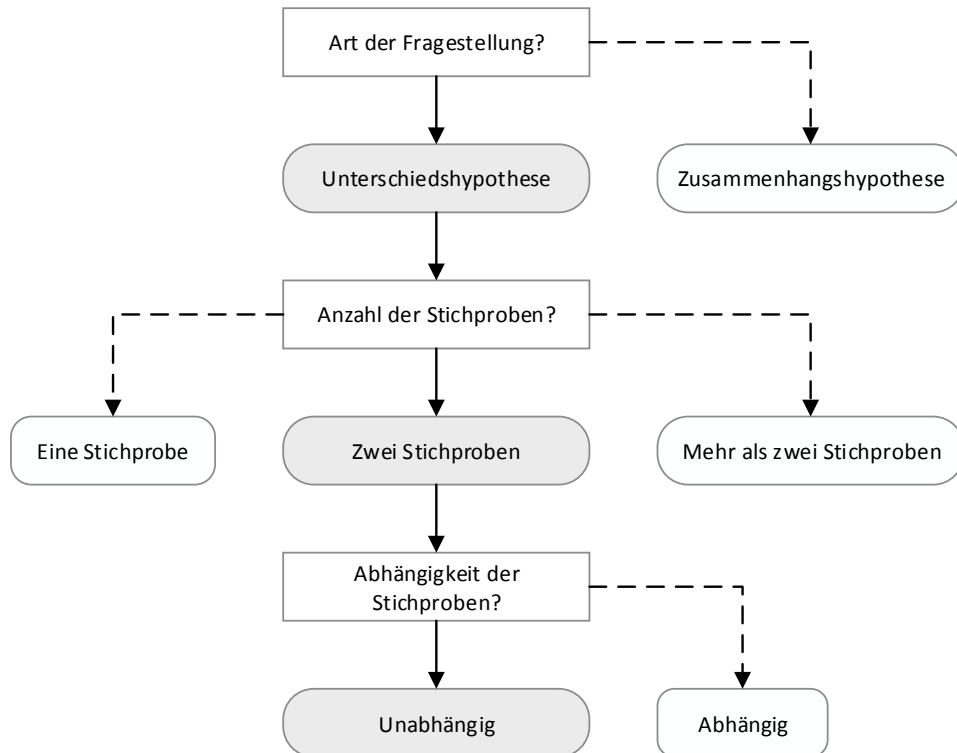 Art der Fragestellung?
Unterschiedshypothese
Zusammenhangshypothese
Anzahl der Stichproben?
Eine Stichprobe
Zwei Stichproben
Mehr als zwei Stichproben
Abhängigkeit der
Stichproben?
Unabhängig
Abhängig